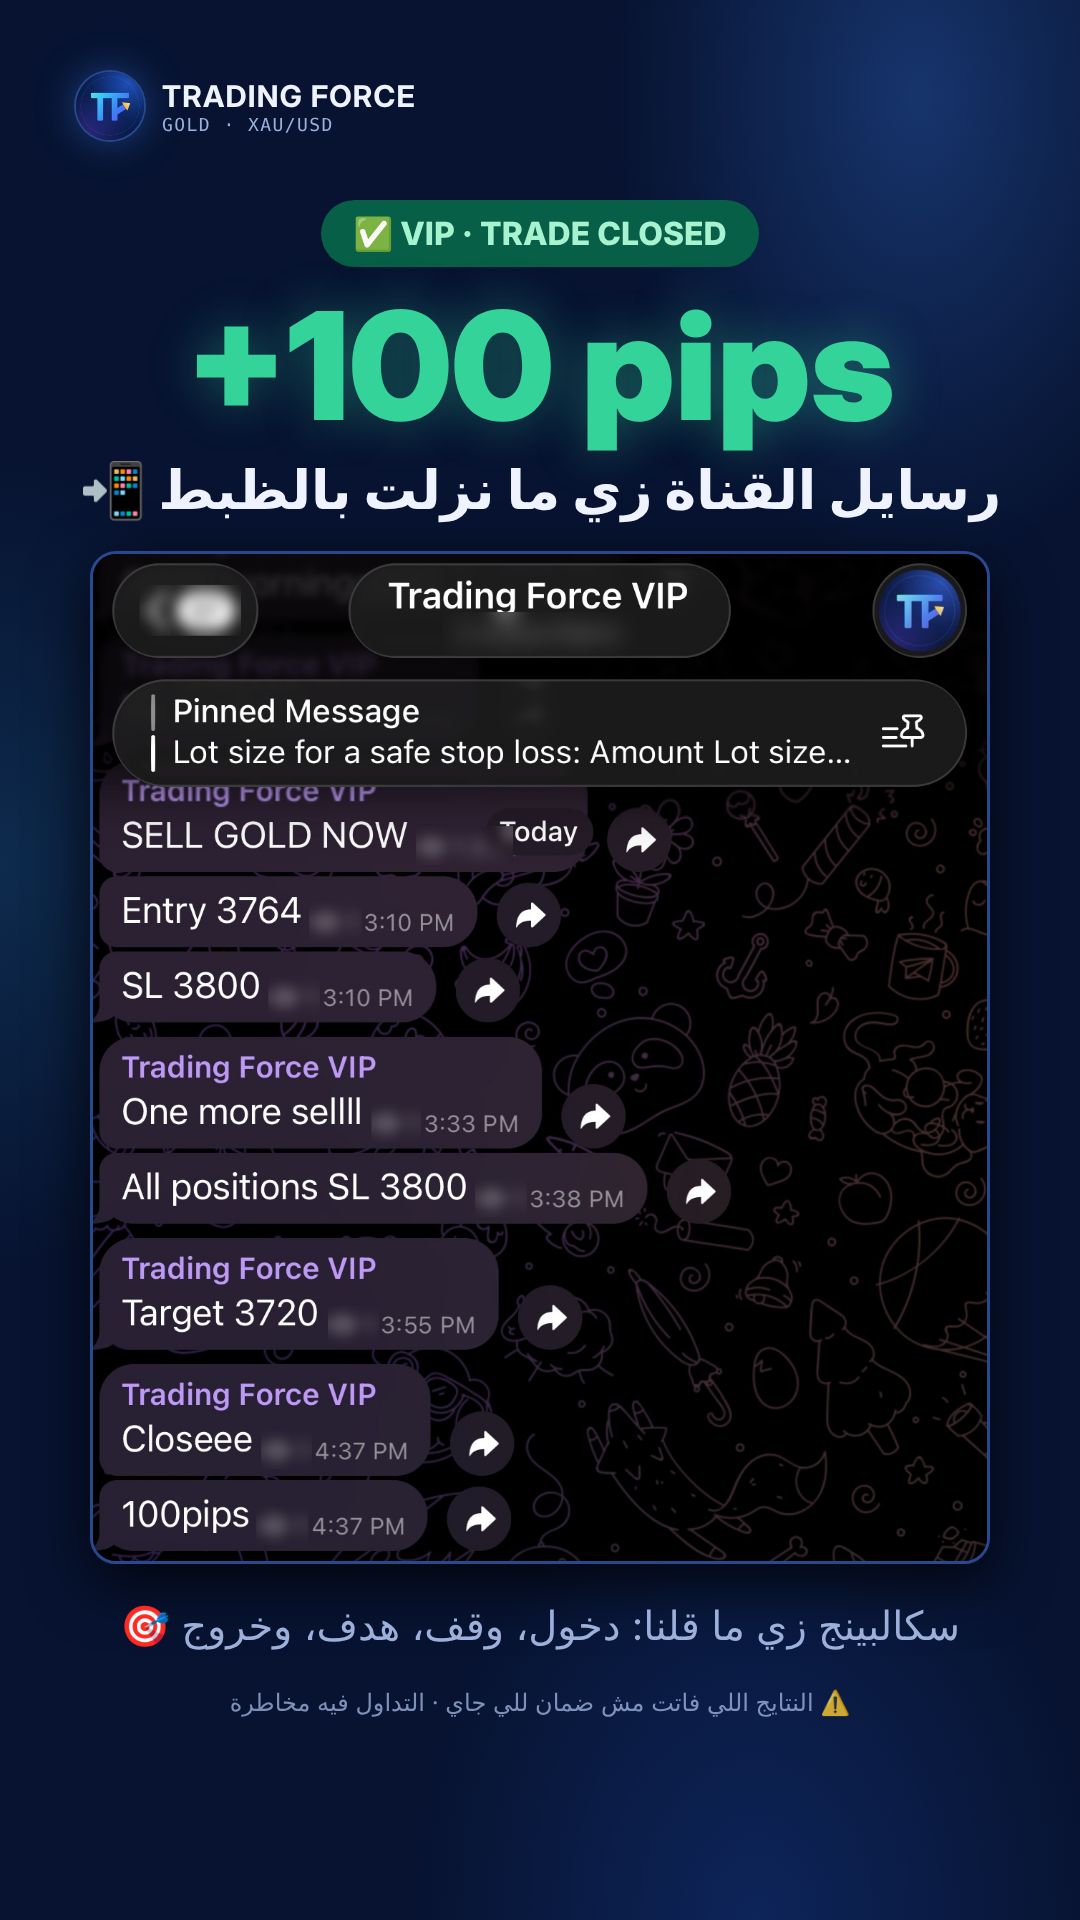 TRADING FORCE
GOLD · XAU/USD
✅ VIP · TRADE CLOSED
+100 pips
رسايل القناة زي ما نزلت بالظبط 📲
Trading Force VIP
Pinned Message
Lot size for a safe stop loss: Amount Lot size...
Trading Force VIP
SELL GOLD NOW
Today
Entry 3764 3:10 PM
SL 3800 3:10 PM
Trading Force VIP
One more sellll 3:33 PM
All positions SL 3800 3:38 PM
Trading Force VIP
Target 3720 3:55 PM
Trading Force VIP
Closeee 4:37 PM
100pips 4:37 PM
سكالبينج زي ما قلنا: دخول، وقف، هدف، وخروج 🎯
⚠️ النتايج اللي فاتت مش ضمان للي جاي · التداول فيه مخاطرة